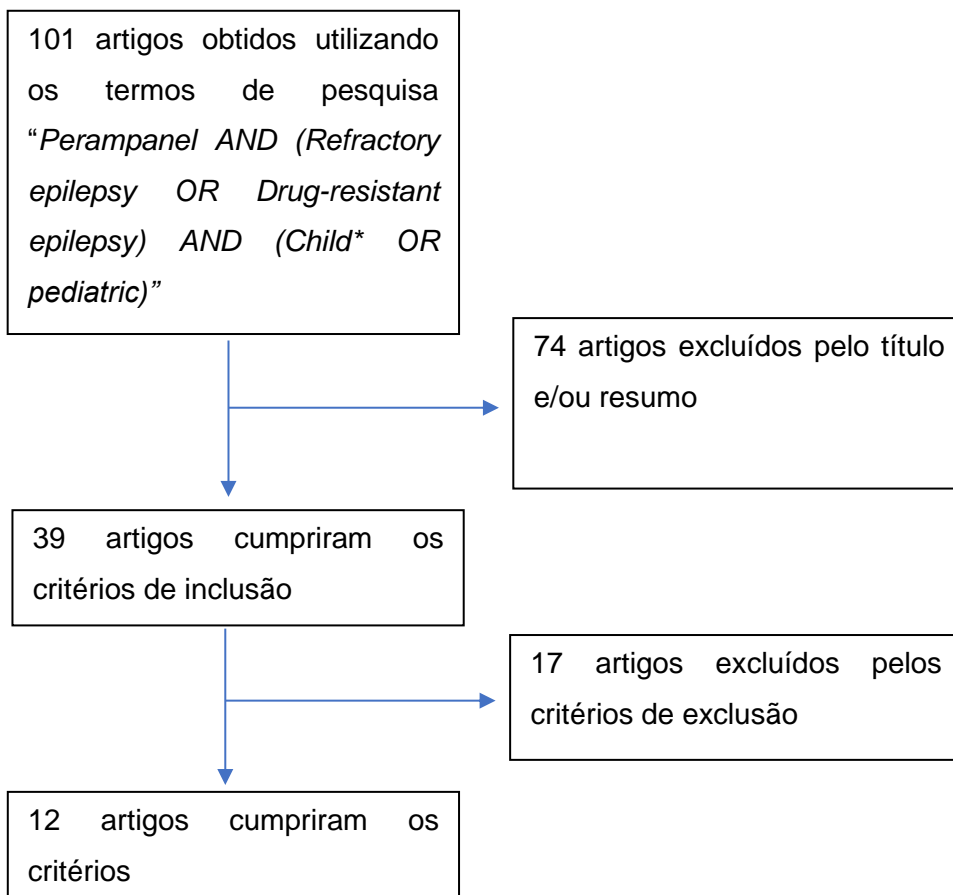 101 artigos obtidos utilizando
os termos de pesquisa
“Perampanel AND (Refractory
epilepsy OR Drug-resistant
epilepsy) AND (Child* OR
pediatric)”
74 artigos excluídos pelo título
e/ou resumo
39 artigos cumpriram os
critérios de inclusão
17 artigos excluídos pelos
critérios de exclusão
12 artigos cumpriram os
critérios